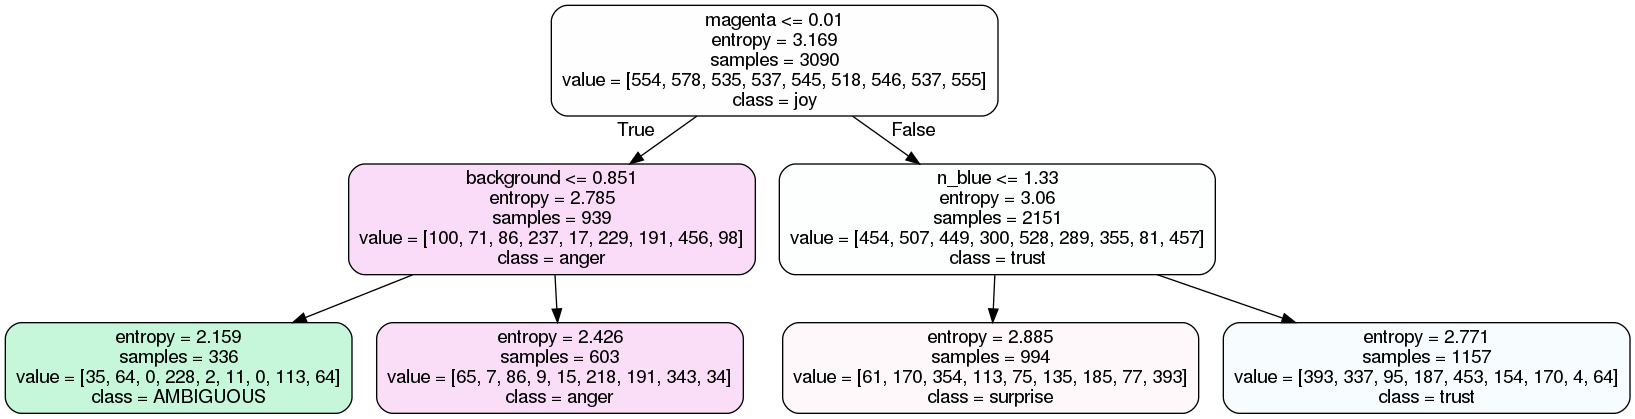 magenta <= 0.01
entropy = 3.169
samples = 3090
value = [554, 578, 535, 537, 545, 518, 546, 537, 555]
class = joy
True
False
background <= 0.851
entropy = 2.785
samples = 939
value = [100, 71, 86, 237, 17, 229, 191, 456, 98]
class = anger
n_blue <= 1.33
entropy = 3.06
samples = 2151
value = [454, 507, 449, 300, 528, 289, 355, 81, 457]
class = trust
entropy = 2.159
samples = 336
value = [35, 64, 0, 228, 2, 11, 0, 113, 64]
class = AMBIGUOUS
entropy = 2.426
samples = 603
value = [65, 7, 86, 9, 15, 218, 191, 343, 34]
class = anger
entropy = 2.885
samples = 994
value = [61, 170, 354, 113, 75, 135, 185, 77, 393]
class = surprise
entropy = 2.771
samples = 1157
value = [393, 337, 95, 187, 453, 154, 170, 4, 64]
class = trust